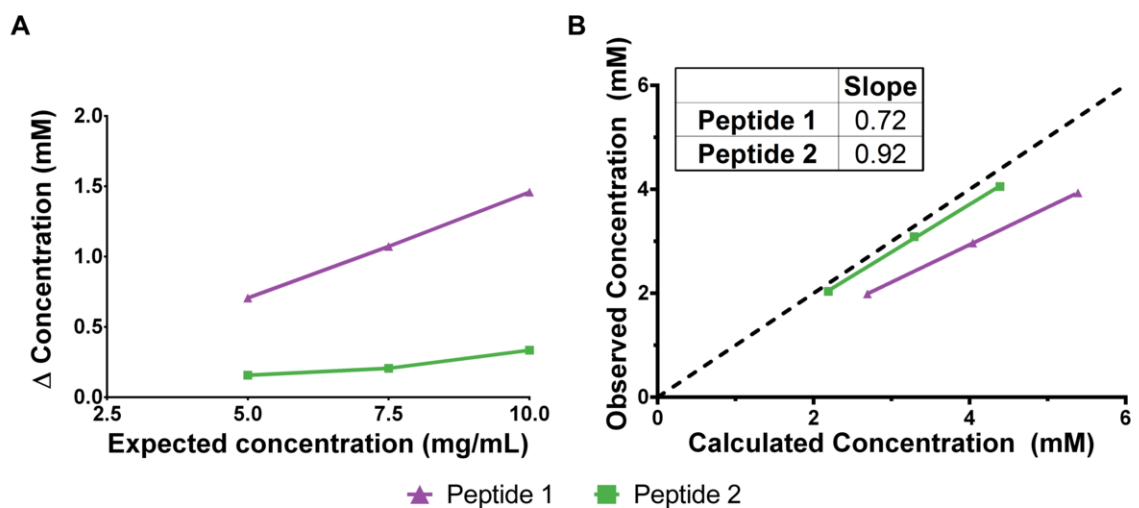 A
Δ Concentration (mM)
2.0
1.5
1.0
0.5
0.0
2.5 5.0 7.5 10.0
Expected concentration (mg/mL)
B
Observed Concentration (mM)
6
4
2
0
0 2 4 6
Calculated Concentration (mM)
Slope
Peptide 1 0.72
Peptide 2 0.92
Peptide 1 Peptide 2